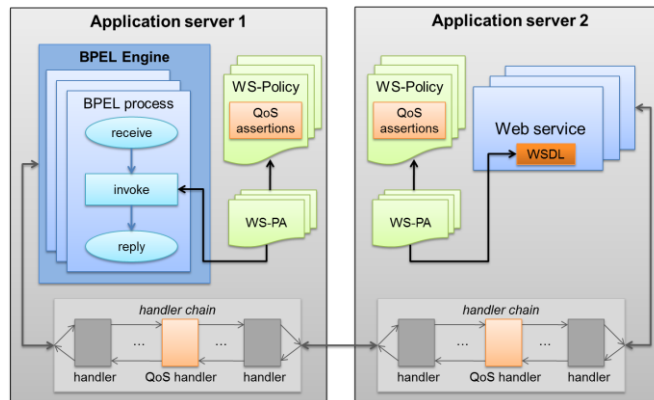 Application server 1
BPEL Engine
BPEL process
receive
invoke
reply
WS-Policy
QoS
assertions
WS-PA
handler chain
...
...
handler
QoS handler
handler
Application server 2
WS-Policy
QoS
assertions
WS-PA
Web service
WSDL
handler chain
...
...
handler
QoS handler
handler